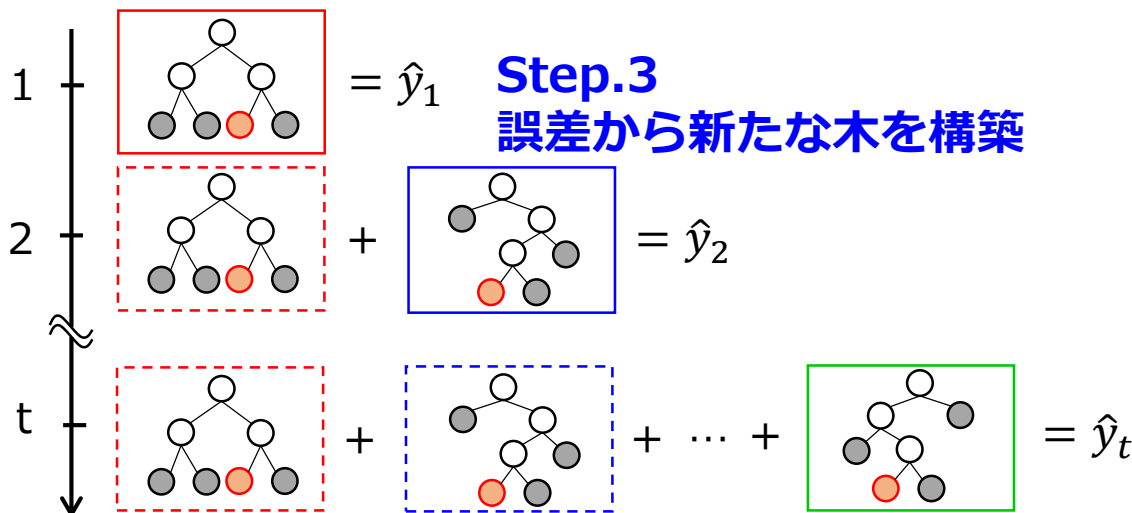 Step.3
誤差から新たな木を構築
1 = ŷ₁
2 + = ŷ₂
t + + ⋯ + = ŷₜ